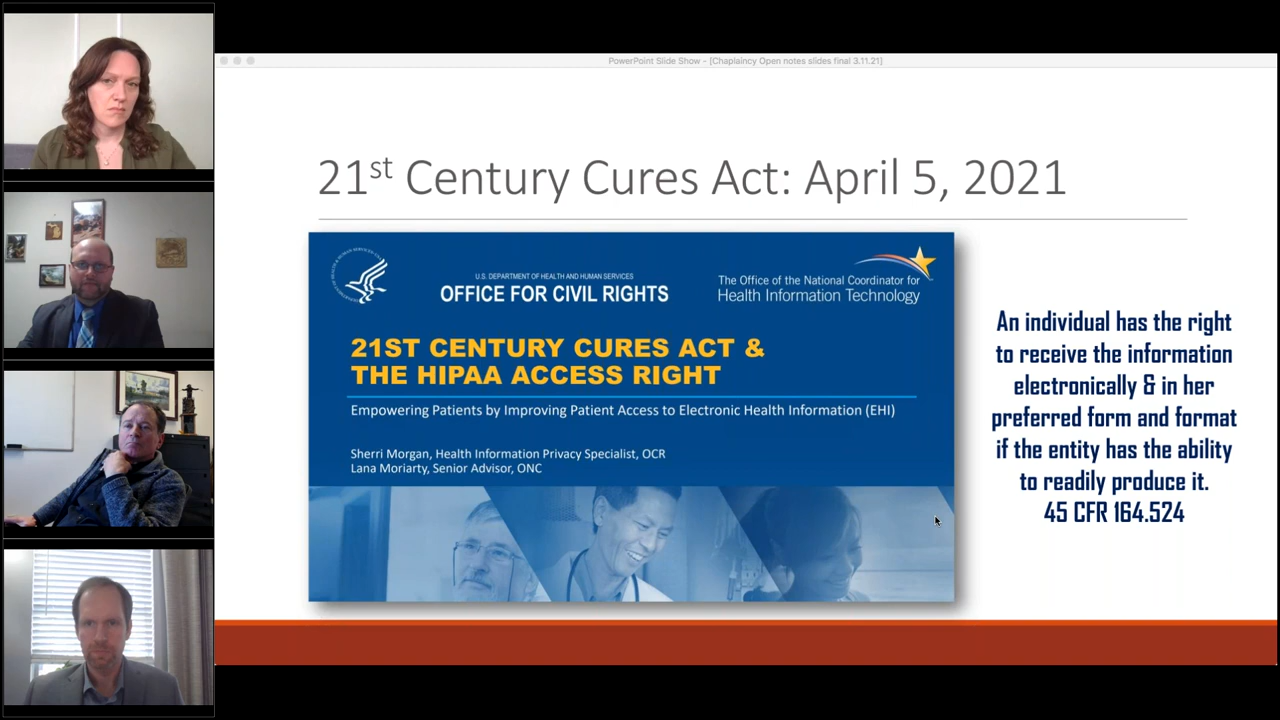 PowerPoint Slide Show - [Chaplaincy Open notes slides final 3.11.21]
21st Century Cures Act: April 5, 2021
U.S. DEPARTMENT OF HEALTH AND HUMAN SERVICES
OFFICE FOR CIVIL RIGHTS
The Office of the National Coordinator for
Health Information Technology
21ST CENTURY CURES ACT &
THE HIPAA ACCESS RIGHT
Empowering Patients by Improving Patient Access to Electronic Health Information (EHI)
Sherri Morgan, Health Information Privacy Specialist, OCR
Lana Moriarty, Senior Advisor, ONC
An individual has the right
to receive the information
electronically & in her
preferred form and format
if the entity has the ability
to readily produce it.
45 CFR 164.524